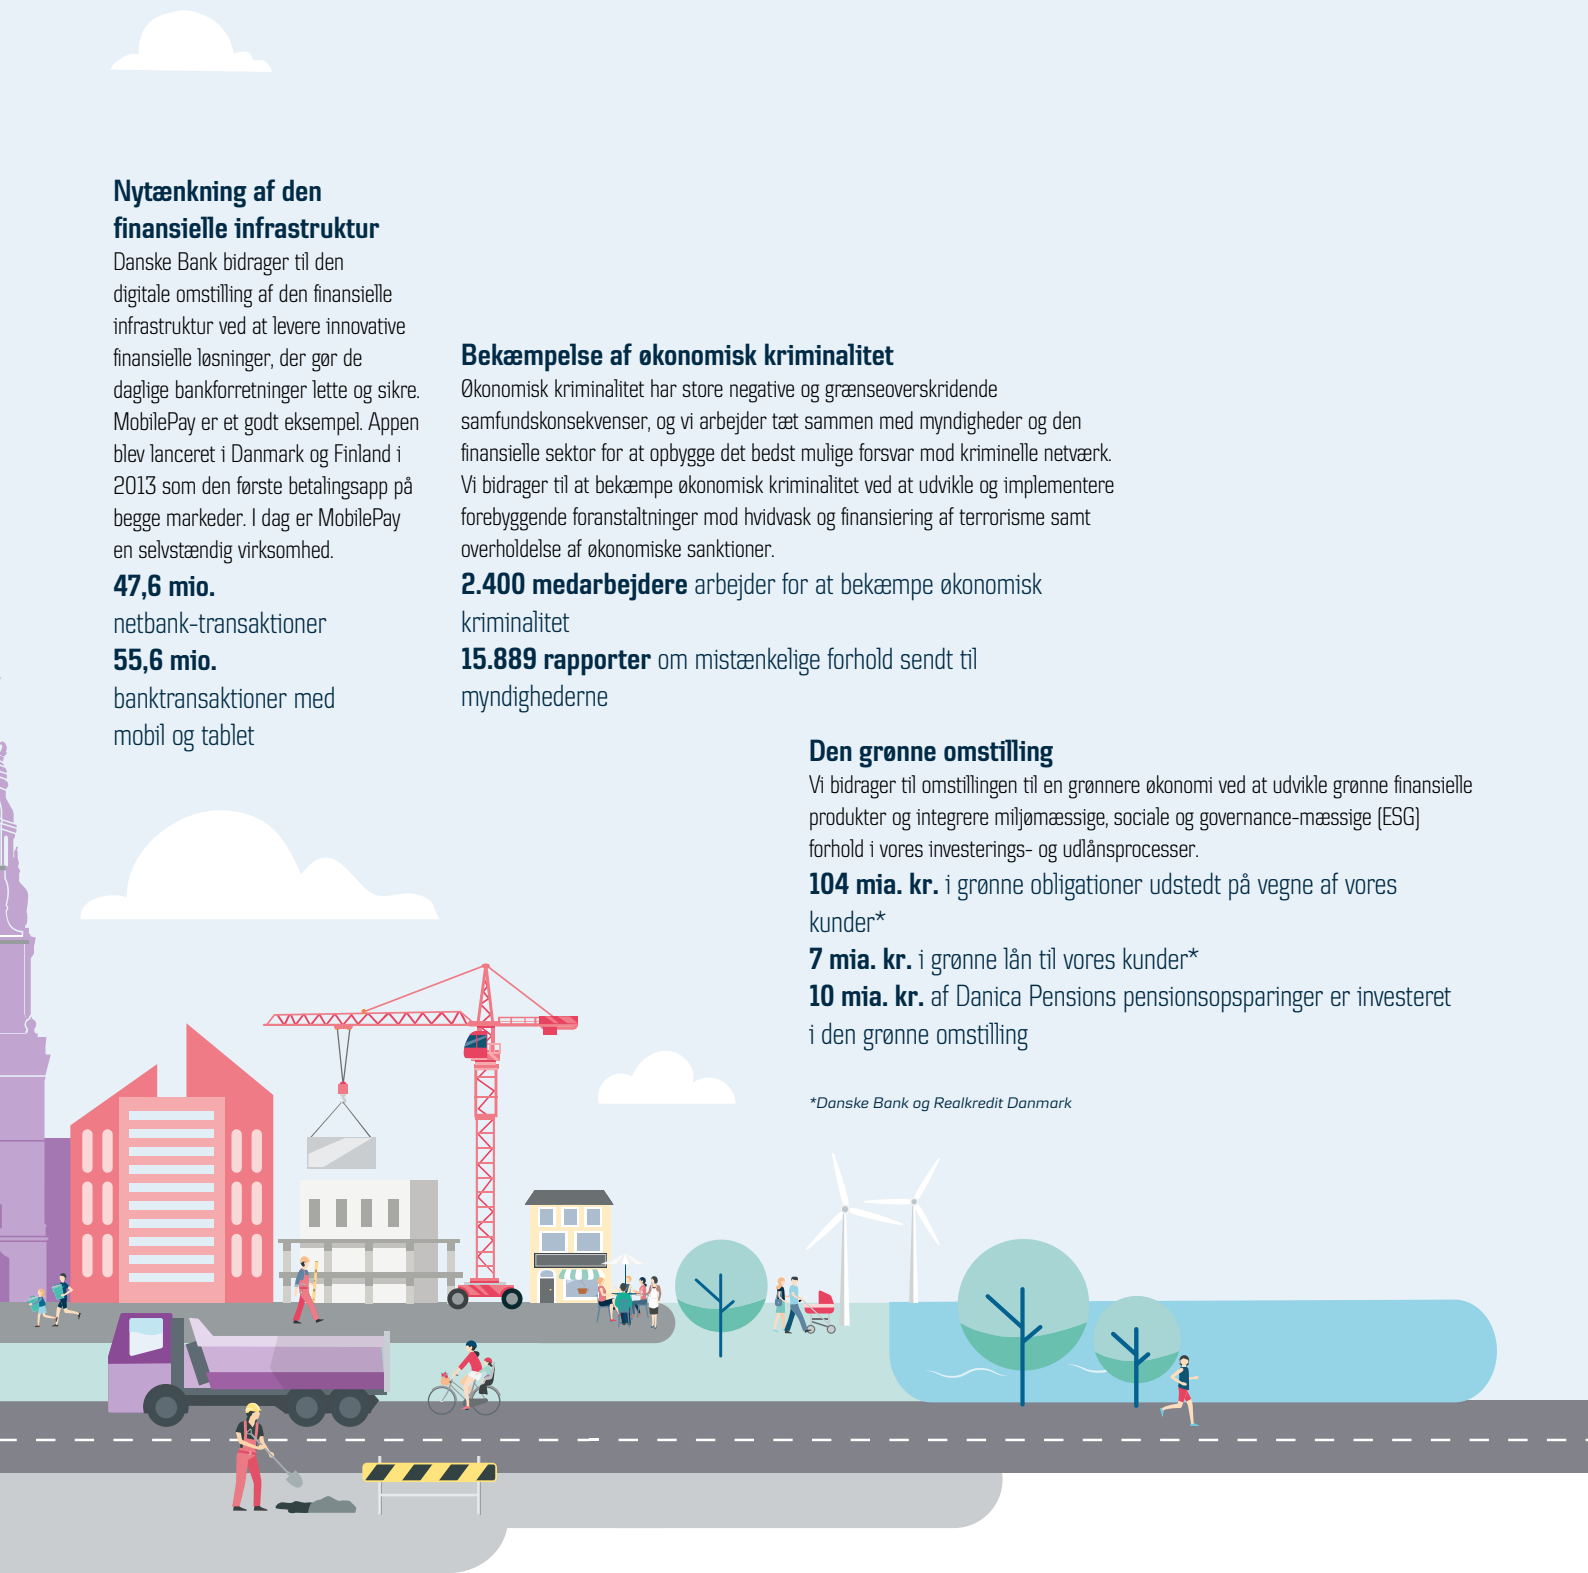 Nytænkning af den
finansielle infrastruktur
Danske Bank bidrager til den
digitale omstilling af den finansielle
infrastruktur ved at levere innovative
finansielle løsninger, der gør de
daglige bankforretninger lette og sikre.
MobilePay er et godt eksempel. Appen
blev lanceret i Danmark og Finland i
2013 som den første betalingsapp på
begge markeder. I dag er MobilePay
en selvstændig virksomhed.
47,6 mio.
netbank-transaktioner
55,6 mio.
banktransaktioner med
mobil og tablet
Bekæmpelse af økonomisk kriminalitet
Økonomisk kriminalitet har store negative og grænseoverskridende
samfundskonsekvenser, og vi arbejder tæt sammen med myndigheder og den
finansielle sektor for at opbygge det bedst mulige forsvar mod kriminelle netværk.
Vi bidrager til at bekæmpe økonomisk kriminalitet ved at udvikle og implementere
forebyggende foranstaltninger mod hvidvask og finansiering af terrorisme samt
overholdelse af økonomiske sanktioner.
2.400 medarbejdere arbejder for at bekæmpe økonomisk
kriminalitet
15.889 rapporter om mistænkelige forhold sendt til
myndighederne
Den grønne omstilling
Vi bidrager til omstillingen til en grønnere økonomi ved at udvikle grønne finansielle
produkter og integrere miljømæssige, sociale og governance-mæssige (ESG)
forhold i vores investerings- og udlånsprocesser.
104 mia. kr. i grønne obligationer udstedt på vegne af vores
kunder*
7 mia. kr. i grønne lån til vores kunder*
10 mia. kr. af Danica Pensions pensionsopsparinger er investeret
i den grønne omstilling
*Danske Bank og Realkredit Danmark